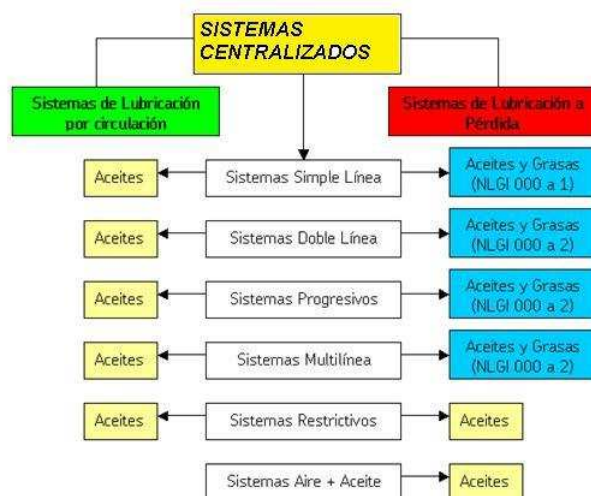 SISTEMAS
CENTRALIZADOS
Sistemas de Lubricación
por circulación
Sistemas de Lubricación a
Pérdida
Aceites
Sistemas Simple Línea
Aceites y Grasas
(NLGI 000 a 1)
Aceites
Sistemas Doble Línea
Aceites y Grasas
(NLGI 000 a 2)
Aceites
Sistemas Progresivos
Aceites y Grasas
(NLGI 000 a 2)
Aceites
Sistemas Multilínea
Aceites y Grasas
(NLGI 000 a 2)
Aceites
Sistemas Restrictivos
Aceites
Sistemas Aire + Aceite
Aceites